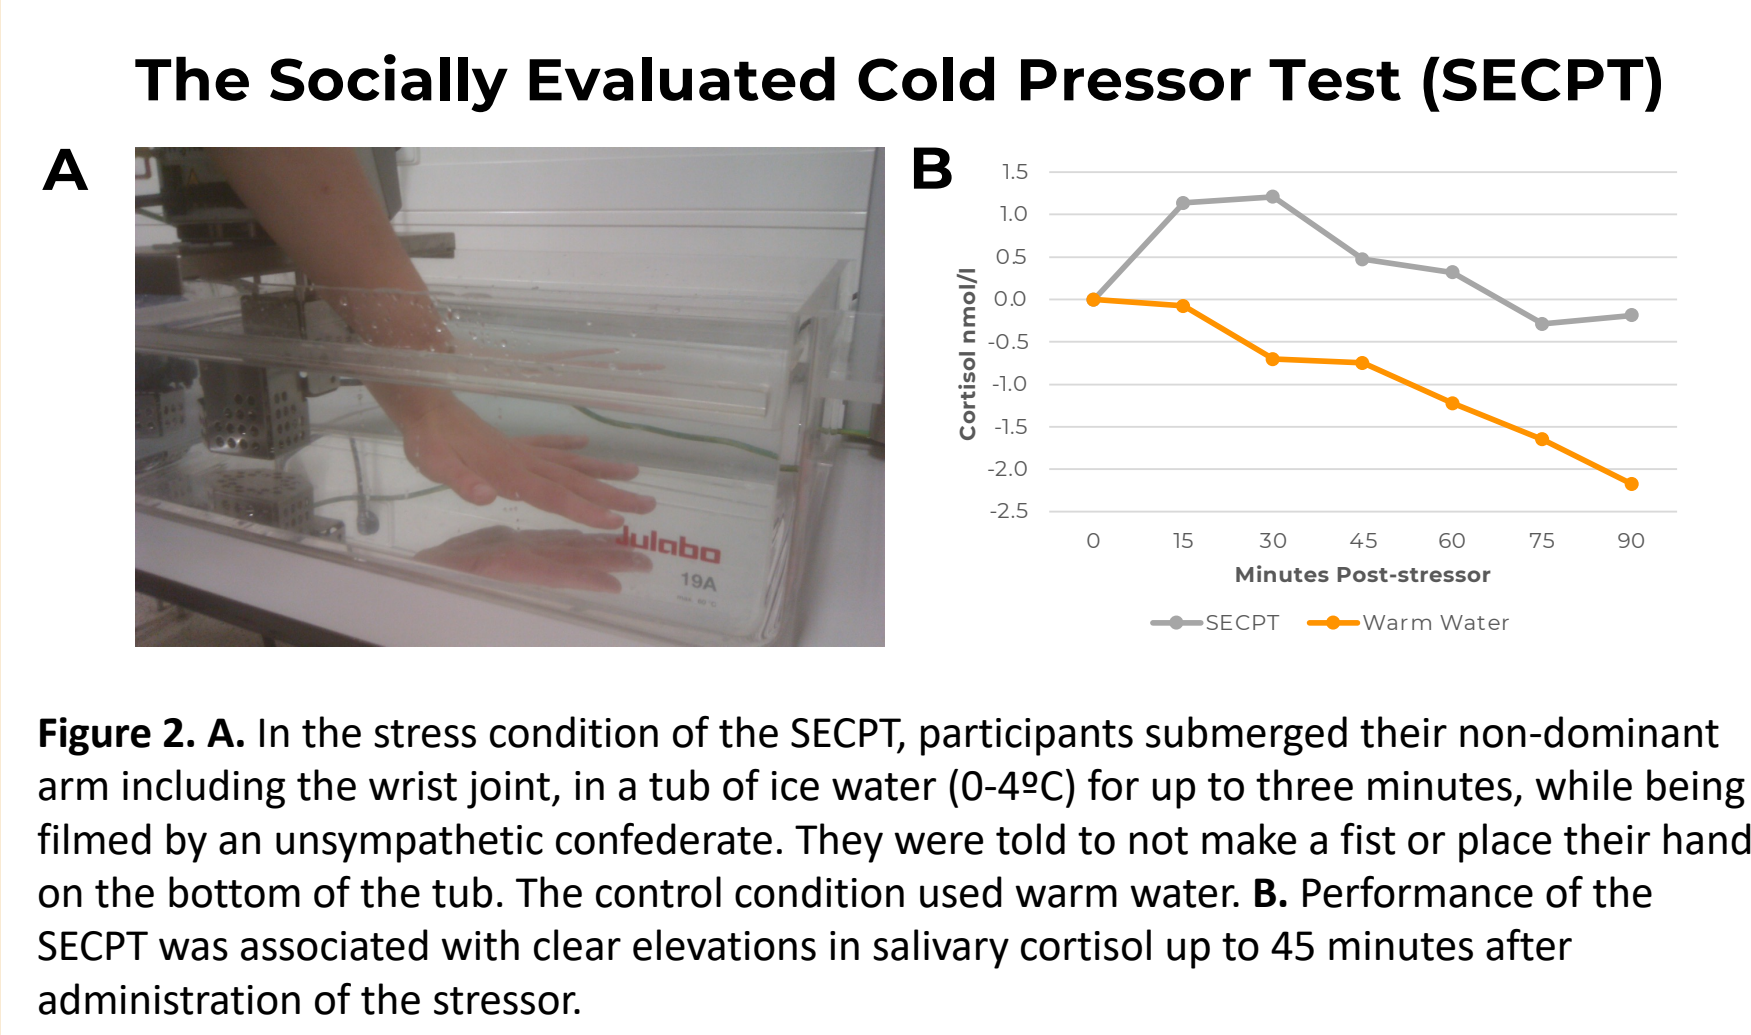 The Socially Evaluated Cold Pressor Test (SECPT)
A
Julabo
19A
B
1.5
1.0
0.5
0.0
-0.5
-1.0
-1.5
-2.0
-2.5
Cortisol nmol/l
0 15 30 45 60 75 90
Minutes Post-stressor
SECPT Warm Water
Figure 2. A. In the stress condition of the SECPT, participants submerged their non-dominant
arm including the wrist joint, in a tub of ice water (0-4ºC) for up to three minutes, while being
filmed by an unsympathetic confederate. They were told to not make a fist or place their hand
on the bottom of the tub. The control condition used warm water. B. Performance of the
SECPT was associated with clear elevations in salivary cortisol up to 45 minutes after
administration of the stressor.